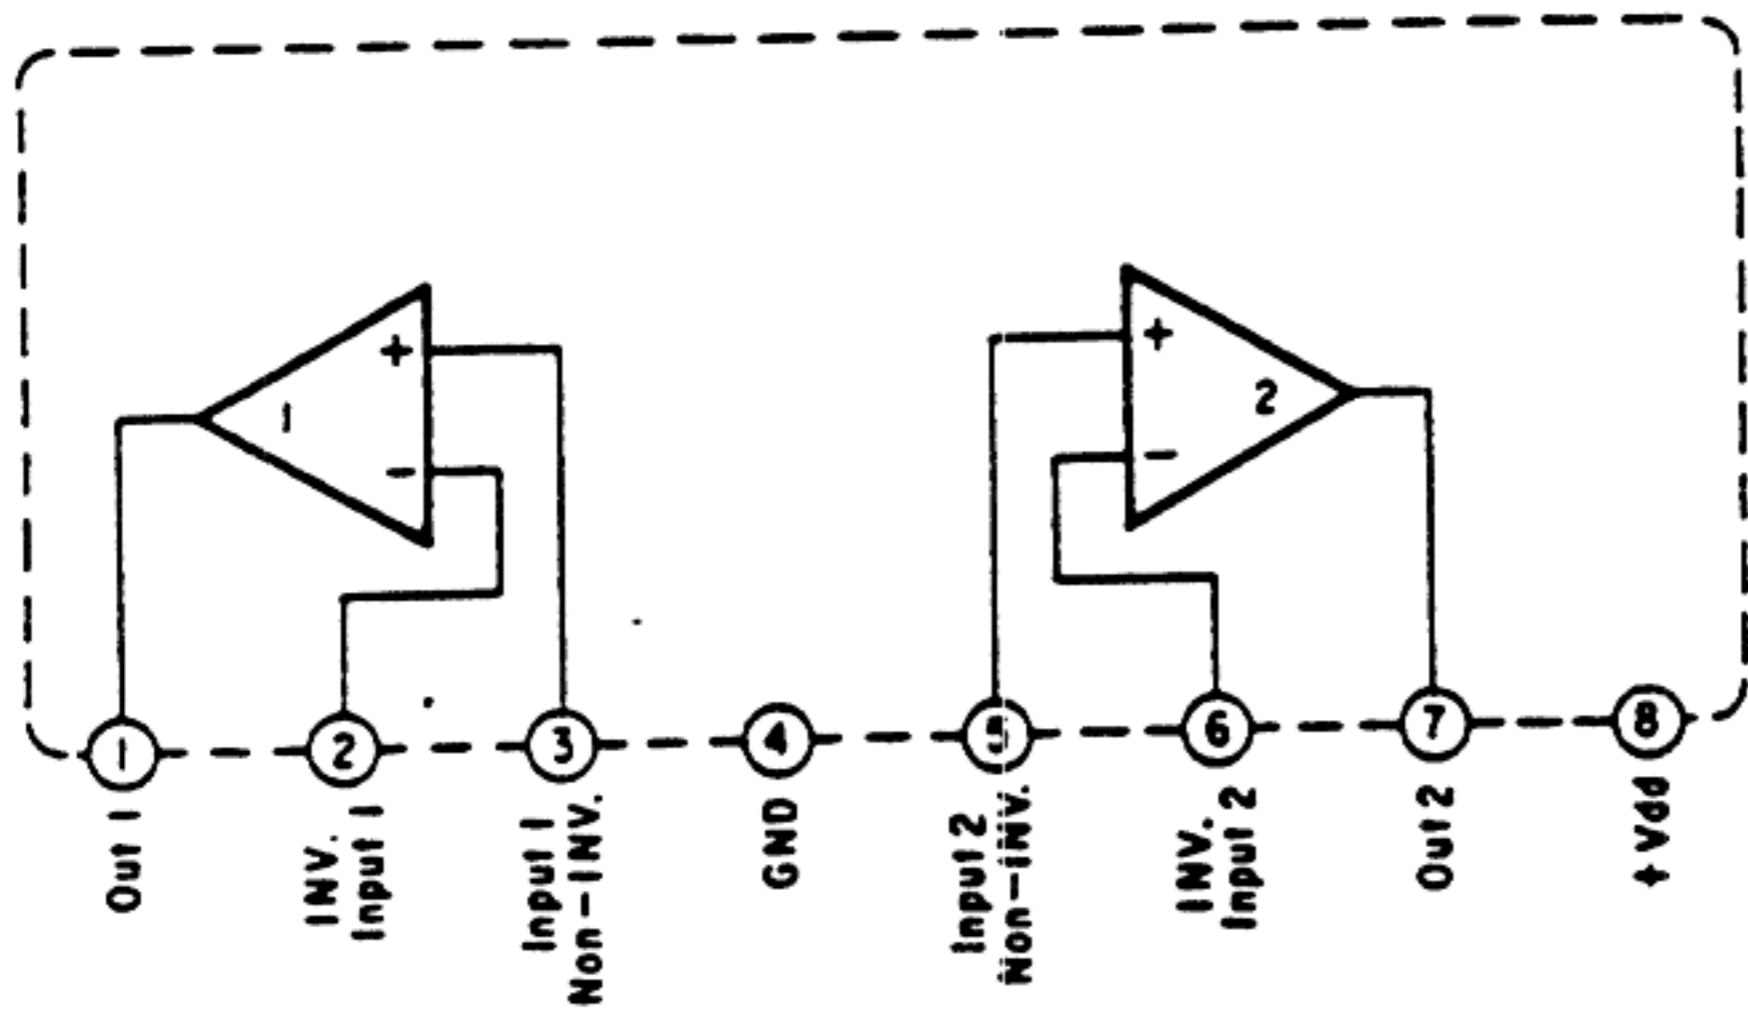 +
1
-
+
2
-
1
2
3
4
5
6
7
8
Out 1
INV.
Input 1
Input 1
Non-INV.
GND
Input 2
Non-INV.
INV.
Input 2
Out 2
+Vdd